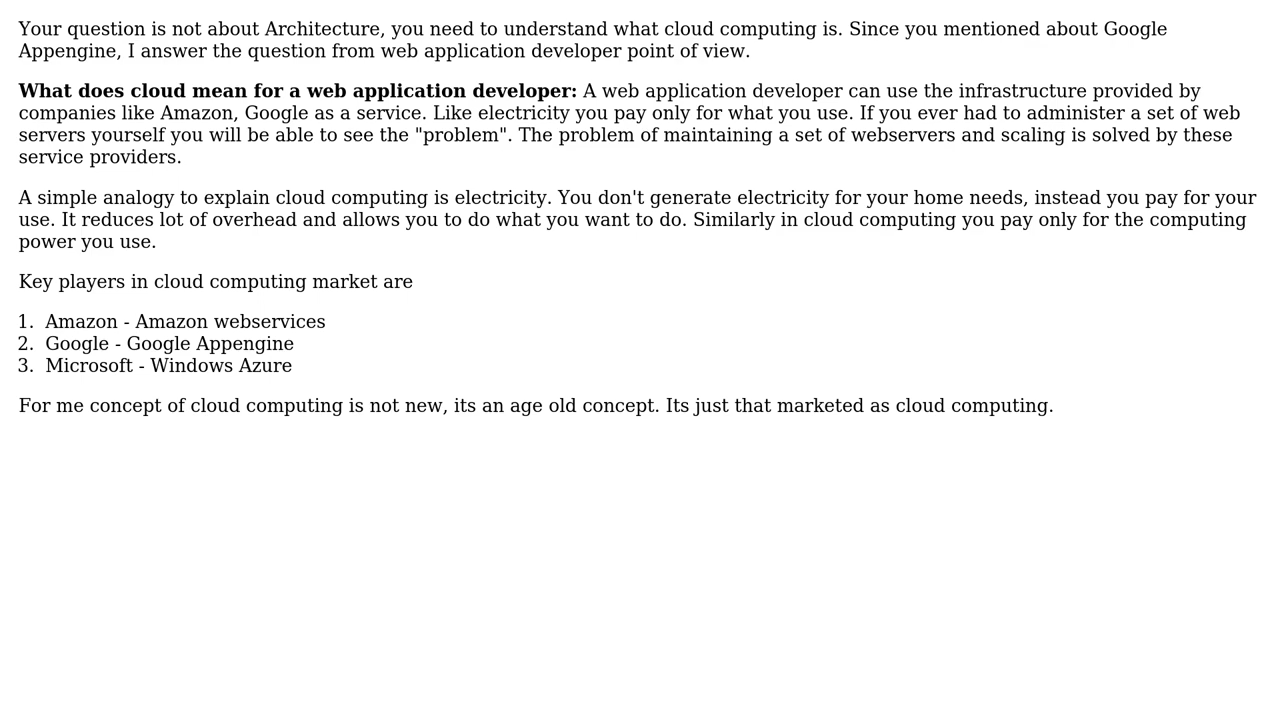 Your question is not about Architecture, you need to understand what cloud computing is. Since you mentioned about Google
Appengine, I answer the question from web application developer point of view.
What does cloud mean for a web application developer: A web application developer can use the infrastructure provided by
companies like Amazon, Google as a service. Like electricity you pay only for what you use. If you ever had to administer a set of web
servers yourself you will be able to see the "problem". The problem of maintaining a set of webservers and scaling is solved by these
service providers.
A simple analogy to explain cloud computing is electricity. You don't generate electricity for your home needs, instead you pay for your
use. It reduces lot of overhead and allows you to do what you want to do. Similarly in cloud computing you pay only for the computing
power you use.
Key players in cloud computing market are
1. Amazon - Amazon webservices
2. Google - Google Appengine
3. Microsoft - Windows Azure
For me concept of cloud computing is not new, its an age old concept. Its just that marketed as cloud computing.